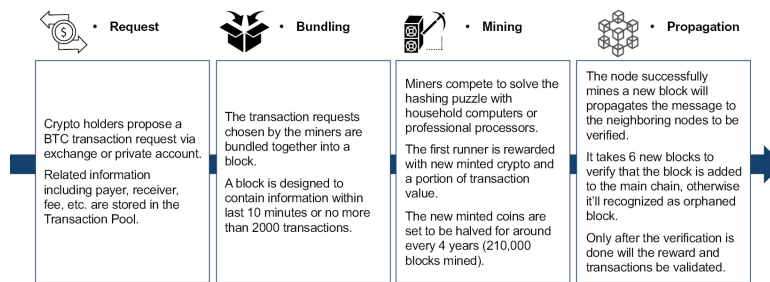 • Request
Crypto holders propose a
BTC transaction request via
exchange or private account.
Related information
including payer, receiver,
fee, etc. are stored in the
Transaction Pool.
• Bundling
The transaction requests
chosen by the miners are
bundled together into a
block.
A block is designed to
contain information within
last 10 minutes or no more
than 2000 transactions.
• Mining
Miners compete to solve the
hashing puzzle with
household computers or
professional processors.
The first runner is rewarded
with new minted crypto and
a portion of transaction
value.
The new minted coins are
set to be halved for around
every 4 years (210,000
blocks mined).
• Propagation
The node successfully
mines a new block will
propagates the message to
the neighboring nodes to be
verified.
It takes 6 new blocks to
verify that the block is added
to the main chain, otherwise
it'll recognized as orphaned
block.
Only after the verification is
done will the reward and
transactions be validated.